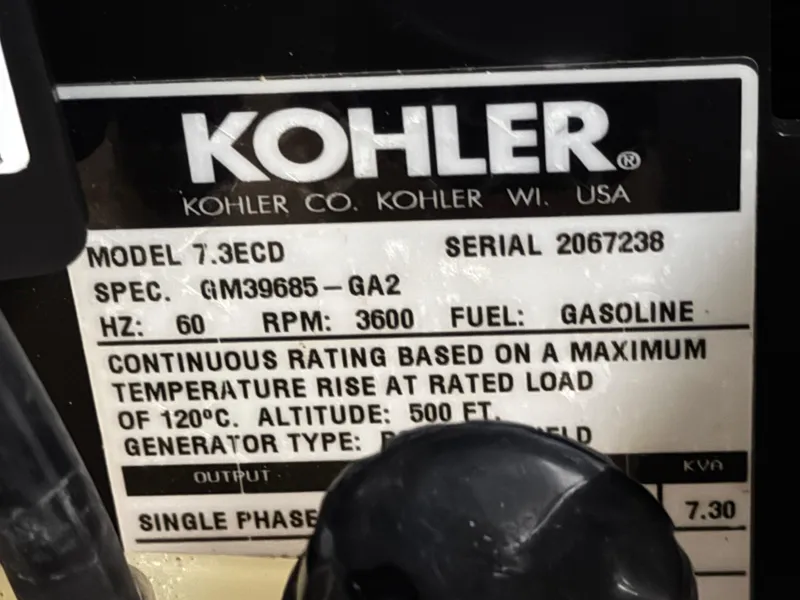 KOHLER®
KOHLER CO. KOHLER WI. USA
MODEL 7.3ECD SERIAL 2067238
SPEC. GM39685-GA2
HZ: 60 RPM: 3600 FUEL: GASOLINE
CONTINUOUS RATING BASED ON A MAXIMUM
TEMPERATURE RISE AT RATED LOAD
OF 120ºC. ALTITUDE: 500 FT.
GENERATOR TYPE:
OUTPUT KVA
SINGLE PHASE 7.30